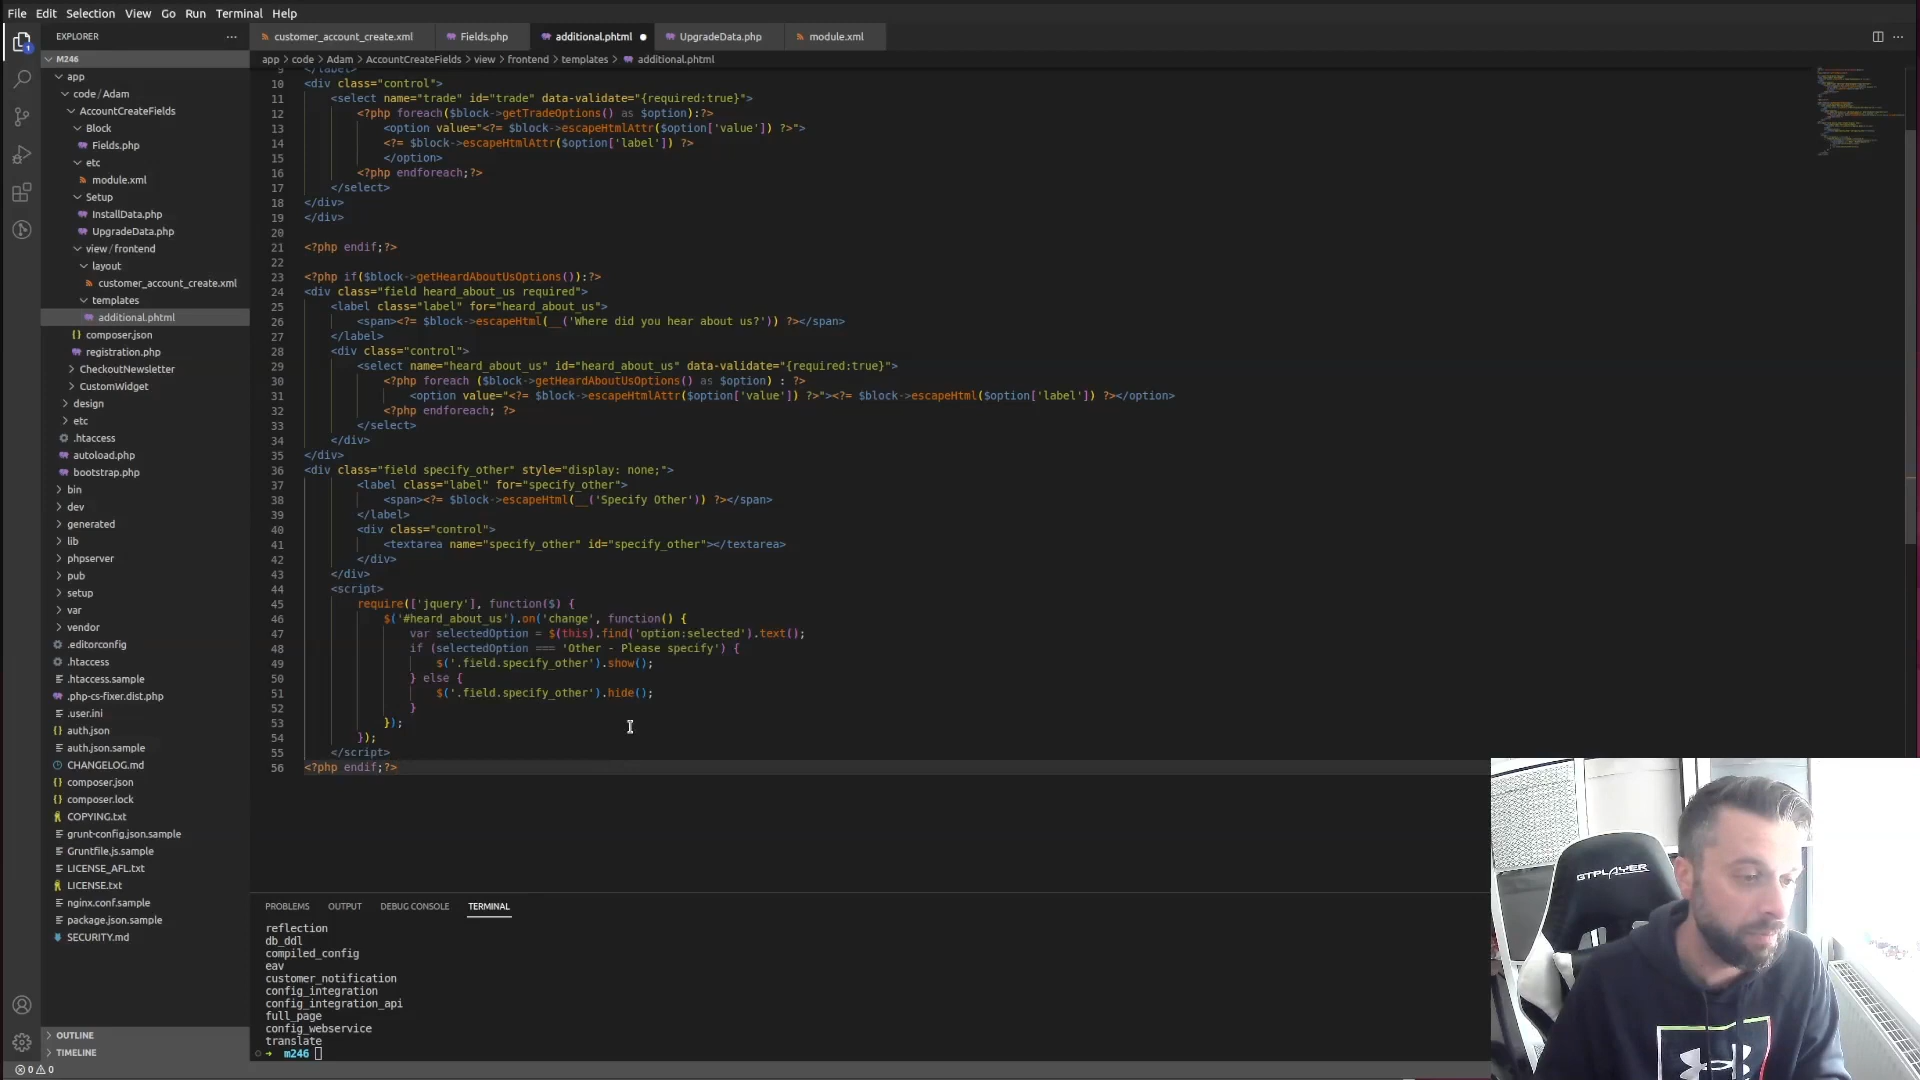 File Edit Selection View Go Run Terminal Help
EXPLORER ...
customer_account_create.xml
Fields.php
additional.phtml
UpgradeData.php
module.xml
M246
app > code > Adam > AccountCreateFields > view > frontend > templates > additional.phtml
app
code / Adam
AccountCreateFields
Block
Fields.php
etc
module.xml
Setup
InstallData.php
UpgradeData.php
view / frontend
layout
customer_account_create.xml
templates
additional.phtml
composer.json
registration.php
CheckoutNewsletter
CustomWidget
design
etc
.htaccess
autoload.php
bootstrap.php
bin
dev
generated
lib
phpserver
pub
setup
var
vendor
.editorconfig
.htaccess
.htaccess.sample
.php-cs-fixer.dist.php
.user.ini
auth.json
auth.json.sample
CHANGELOG.md
composer.json
composer.lock
COPYING.txt
grunt-config.json.sample
Gruntfile.js.sample
LICENSE_AFL.txt
LICENSE.txt
nginx.conf.sample
package.json.sample
SECURITY.md
OUTLINE
TIMELINE
0 0
9 </label>
10 <div class="control">
11 <select name="trade" id="trade" data-validate="{required:true}">
12 <?php foreach($block->getTradeOptions() as $option):?>
13 <option value="<?= $block->escapeHtmlAttr($option['value']) ?>">
14 <?= $block->escapeHtmlAttr($option['label']) ?>
15 </option>
16 <?php endforeach;?>
17 </select>
18 </div>
19 </div>
20
21 <?php endif;?>
22
23 <?php if($block->getHeardAboutUsOptions()):?>
24 <div class="field heard_about_us required">
25 <label class="label" for="heard_about_us">
26 <span><?= $block->escapeHtml(__('Where did you hear about us?')) ?></span>
27 </label>
28 <div class="control">
29 <select name="heard_about_us" id="heard_about_us" data-validate="{required:true}">
30 <?php foreach ($block->getHeardAboutUsOptions() as $option) : ?>
31 <option value="<?= $block->escapeHtmlAttr($option['value']) ?>"><?= $block->escapeHtml($option['label']) ?></option>
32 <?php endforeach; ?>
33 </select>
34 </div>
35 </div>
36 <div class="field specify_other" style="display: none;">
37 <label class="label" for="specify_other">
38 <span><?= $block->escapeHtml(__('Specify Other')) ?></span>
39 </label>
40 <div class="control">
41 <textarea name="specify_other" id="specify_other"></textarea>
42 </div>
43 </div>
44 <script>
45 require(['jquery'], function($) {
46 $('#heard_about_us').on('change', function() {
47 var selectedOption = $(this).find('option:selected').text();
48 if (selectedOption === 'Other - Please specify') {
49 $('.field.specify_other').show();
50 } else {
51 $('.field.specify_other').hide();
52 }
53 });
54 });
55 </script>
56 <?php endif;?>
PROBLEMS OUTPUT DEBUG CONSOLE TERMINAL
reflection
db_ddl
compiled_config
eav
customer_notification
config_integration
config_integration_api
full_page
config_webservice
translate
m246
GTPLAYER